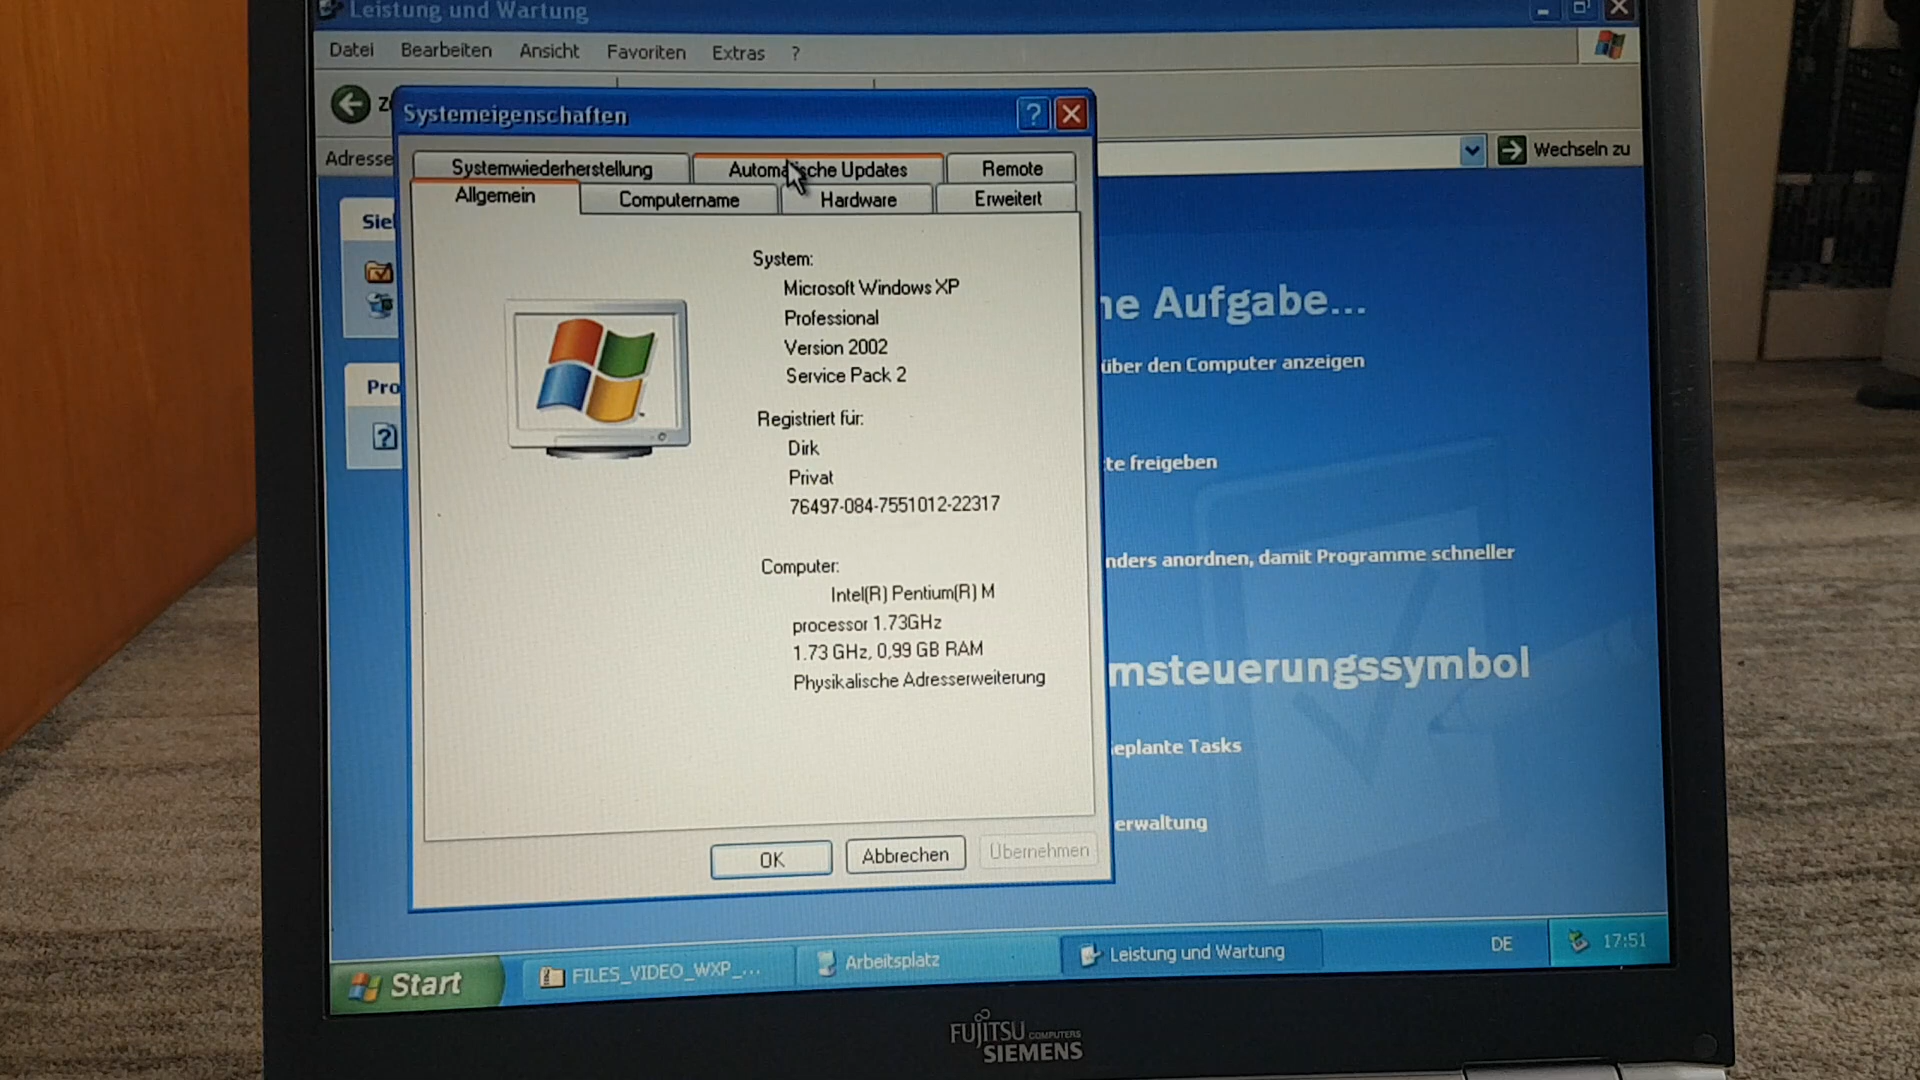 Leistung und Wartung
Datei Bearbeiten Ansicht Favoriten Extras ?
Adresse
Wechseln zu
Systemeigenschaften
Systemwiederherstellung Automatische Updates Remote
Allgemein Computername Hardware Erweitert
System:
Microsoft Windows XP
Professional
Version 2002
Service Pack 2
Registriert für:
Dirk
Privat
76497-084-7551012-22317
Computer:
Intel(R) Pentium(R) M
processor 1.73GHz
1.73 GHz, 0,99 GB RAM
Physikalische Adresserweiterung
OK Abbrechen Übernehmen
Sie
Pro
ne Aufgabe...
über den Computer anzeigen
te freigeben
nders anordnen, damit Programme schneller
msteuerungssymbol
eplante Tasks
erwaltung
Start FILES_VIDEO_WXP_... Arbeitsplatz Leistung und Wartung DE 17:51
FUJITSU COMPUTERS
SIEMENS